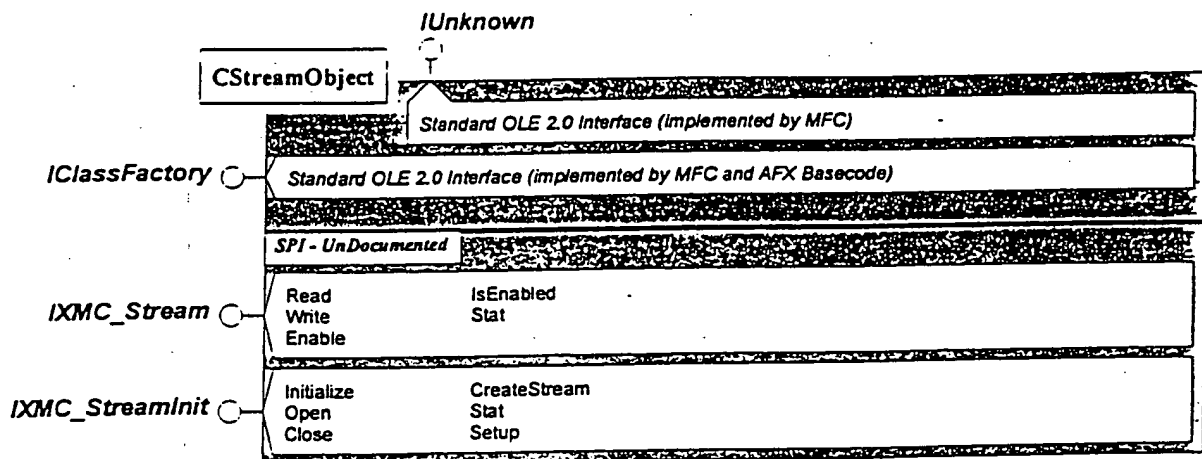 IUnknown
CStreamObject
Standard OLE 2.0 Interface (implemented by MFC)
IClassFactory
Standard OLE 2.0 Interface (implemented by MFC and AFX Basecode)
SPI - UnDocumented
IXMC_Stream
Read IsEnabled
Write Stat
Enable
IXMC_StreamInit
Initialize CreateStream
Open Stat
Close Setup